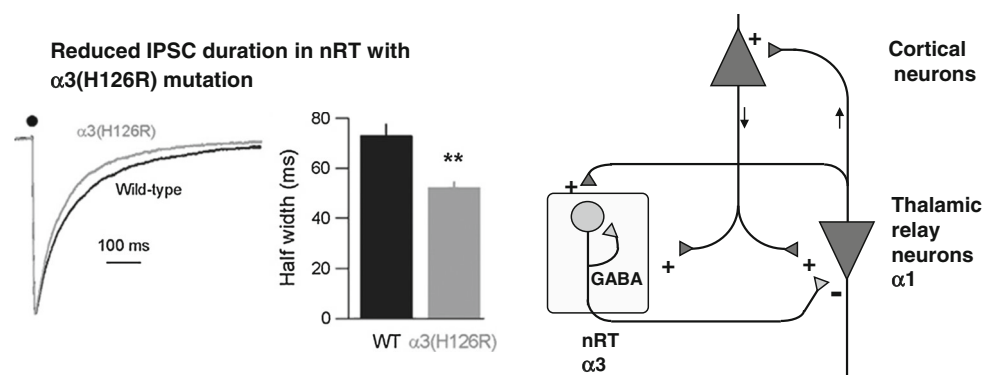 Reduced IPSC duration in nRT with
α3(H126R) mutation
α3(H126R)
Wild-type
100 ms
Half width (ms)
80
60
40
20
0
**
WT α3(H126R)
+
Cortical
neurons
+
GABA
+
+
-
Thalamic
relay
neurons
α1
nRT
α3